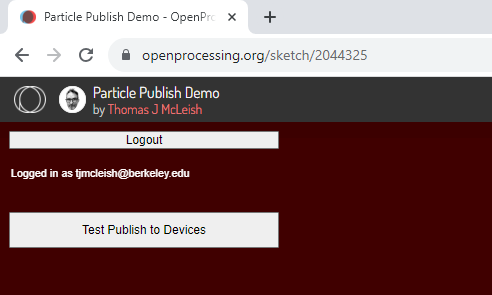 Particle Publish Demo - OpenPro
openprocessing.org/sketch/2044325
Particle Publish Demo
by Thomas J McLeish
Logout
Logged in as tjmcleish@berkeley.edu
Test Publish to Devices